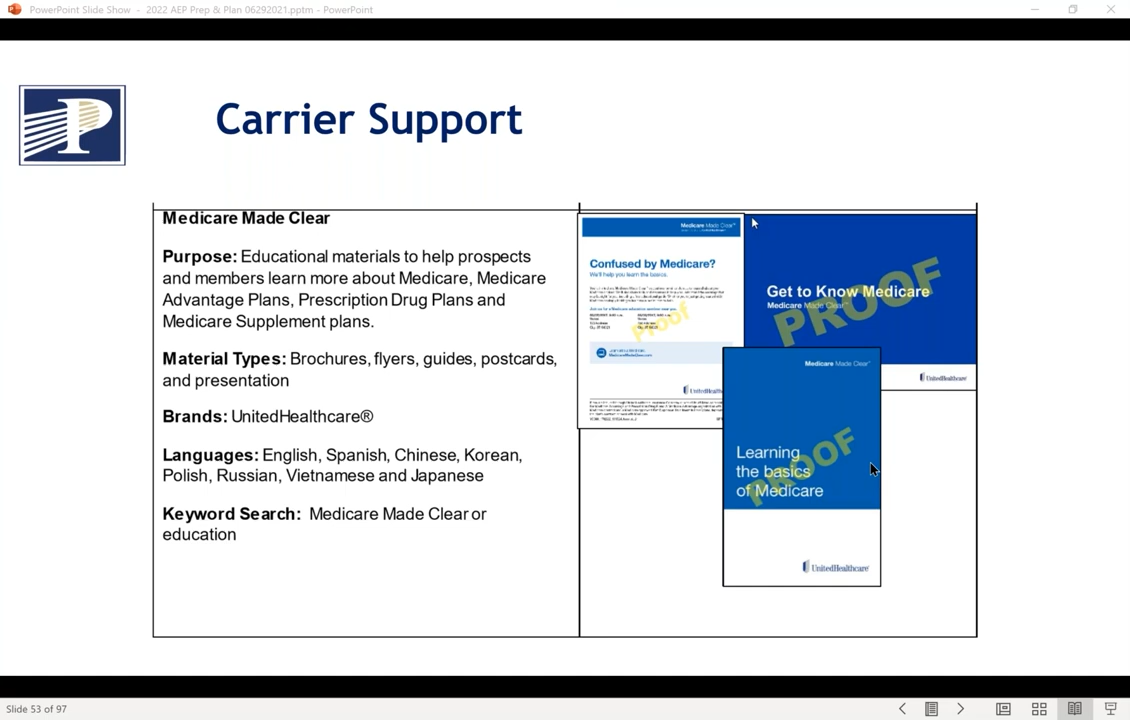 PowerPoint Slide Show - 2022 AEP Prep & Plan 06292021.pptm - PowerPoint
P
Carrier Support
Medicare Made Clear
Purpose: Educational materials to help prospects
and members learn more about Medicare, Medicare
Advantage Plans, Prescription Drug Plans and
Medicare Supplement plans.
Material Types: Brochures, flyers, guides, postcards,
and presentation
Brands: UnitedHealthcare®
Languages: English, Spanish, Chinese, Korean,
Polish, Russian, Vietnamese and Japanese
Keyword Search: Medicare Made Clear or
education
Medicare Made Clear
Confused by Medicare?
We'll help you learn the basics.
Proof
UnitedHealth
Get to Know Medicare
Medicare Made Clear
PROOF
UnitedHealthcare
Medicare Made Clear
Learning
the basics
of Medicare
PROOF
UnitedHealthcare
Slide 53 of 97